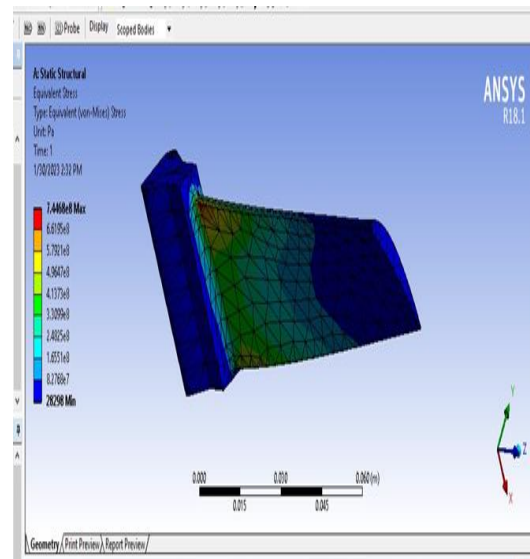 Probe Display Scoped Bodies
A: Static Structural
Equivalent Stress
Type: Equivalent (von-Mises) Stress
Unit: Pa
Time: 1
1/30/2023 2:32 PM
ANSYS
R18.1
7.4468e8 Max
6.6195e8
5.7921e8
4.9647e8
4.1373e8
3.3099e8
2.4825e8
1.6551e8
8.2768e7
28298 Min
Y
Z
X
0.000 0.030 0.060 (m)
0.015 0.045
Geometry Print Preview Report Preview